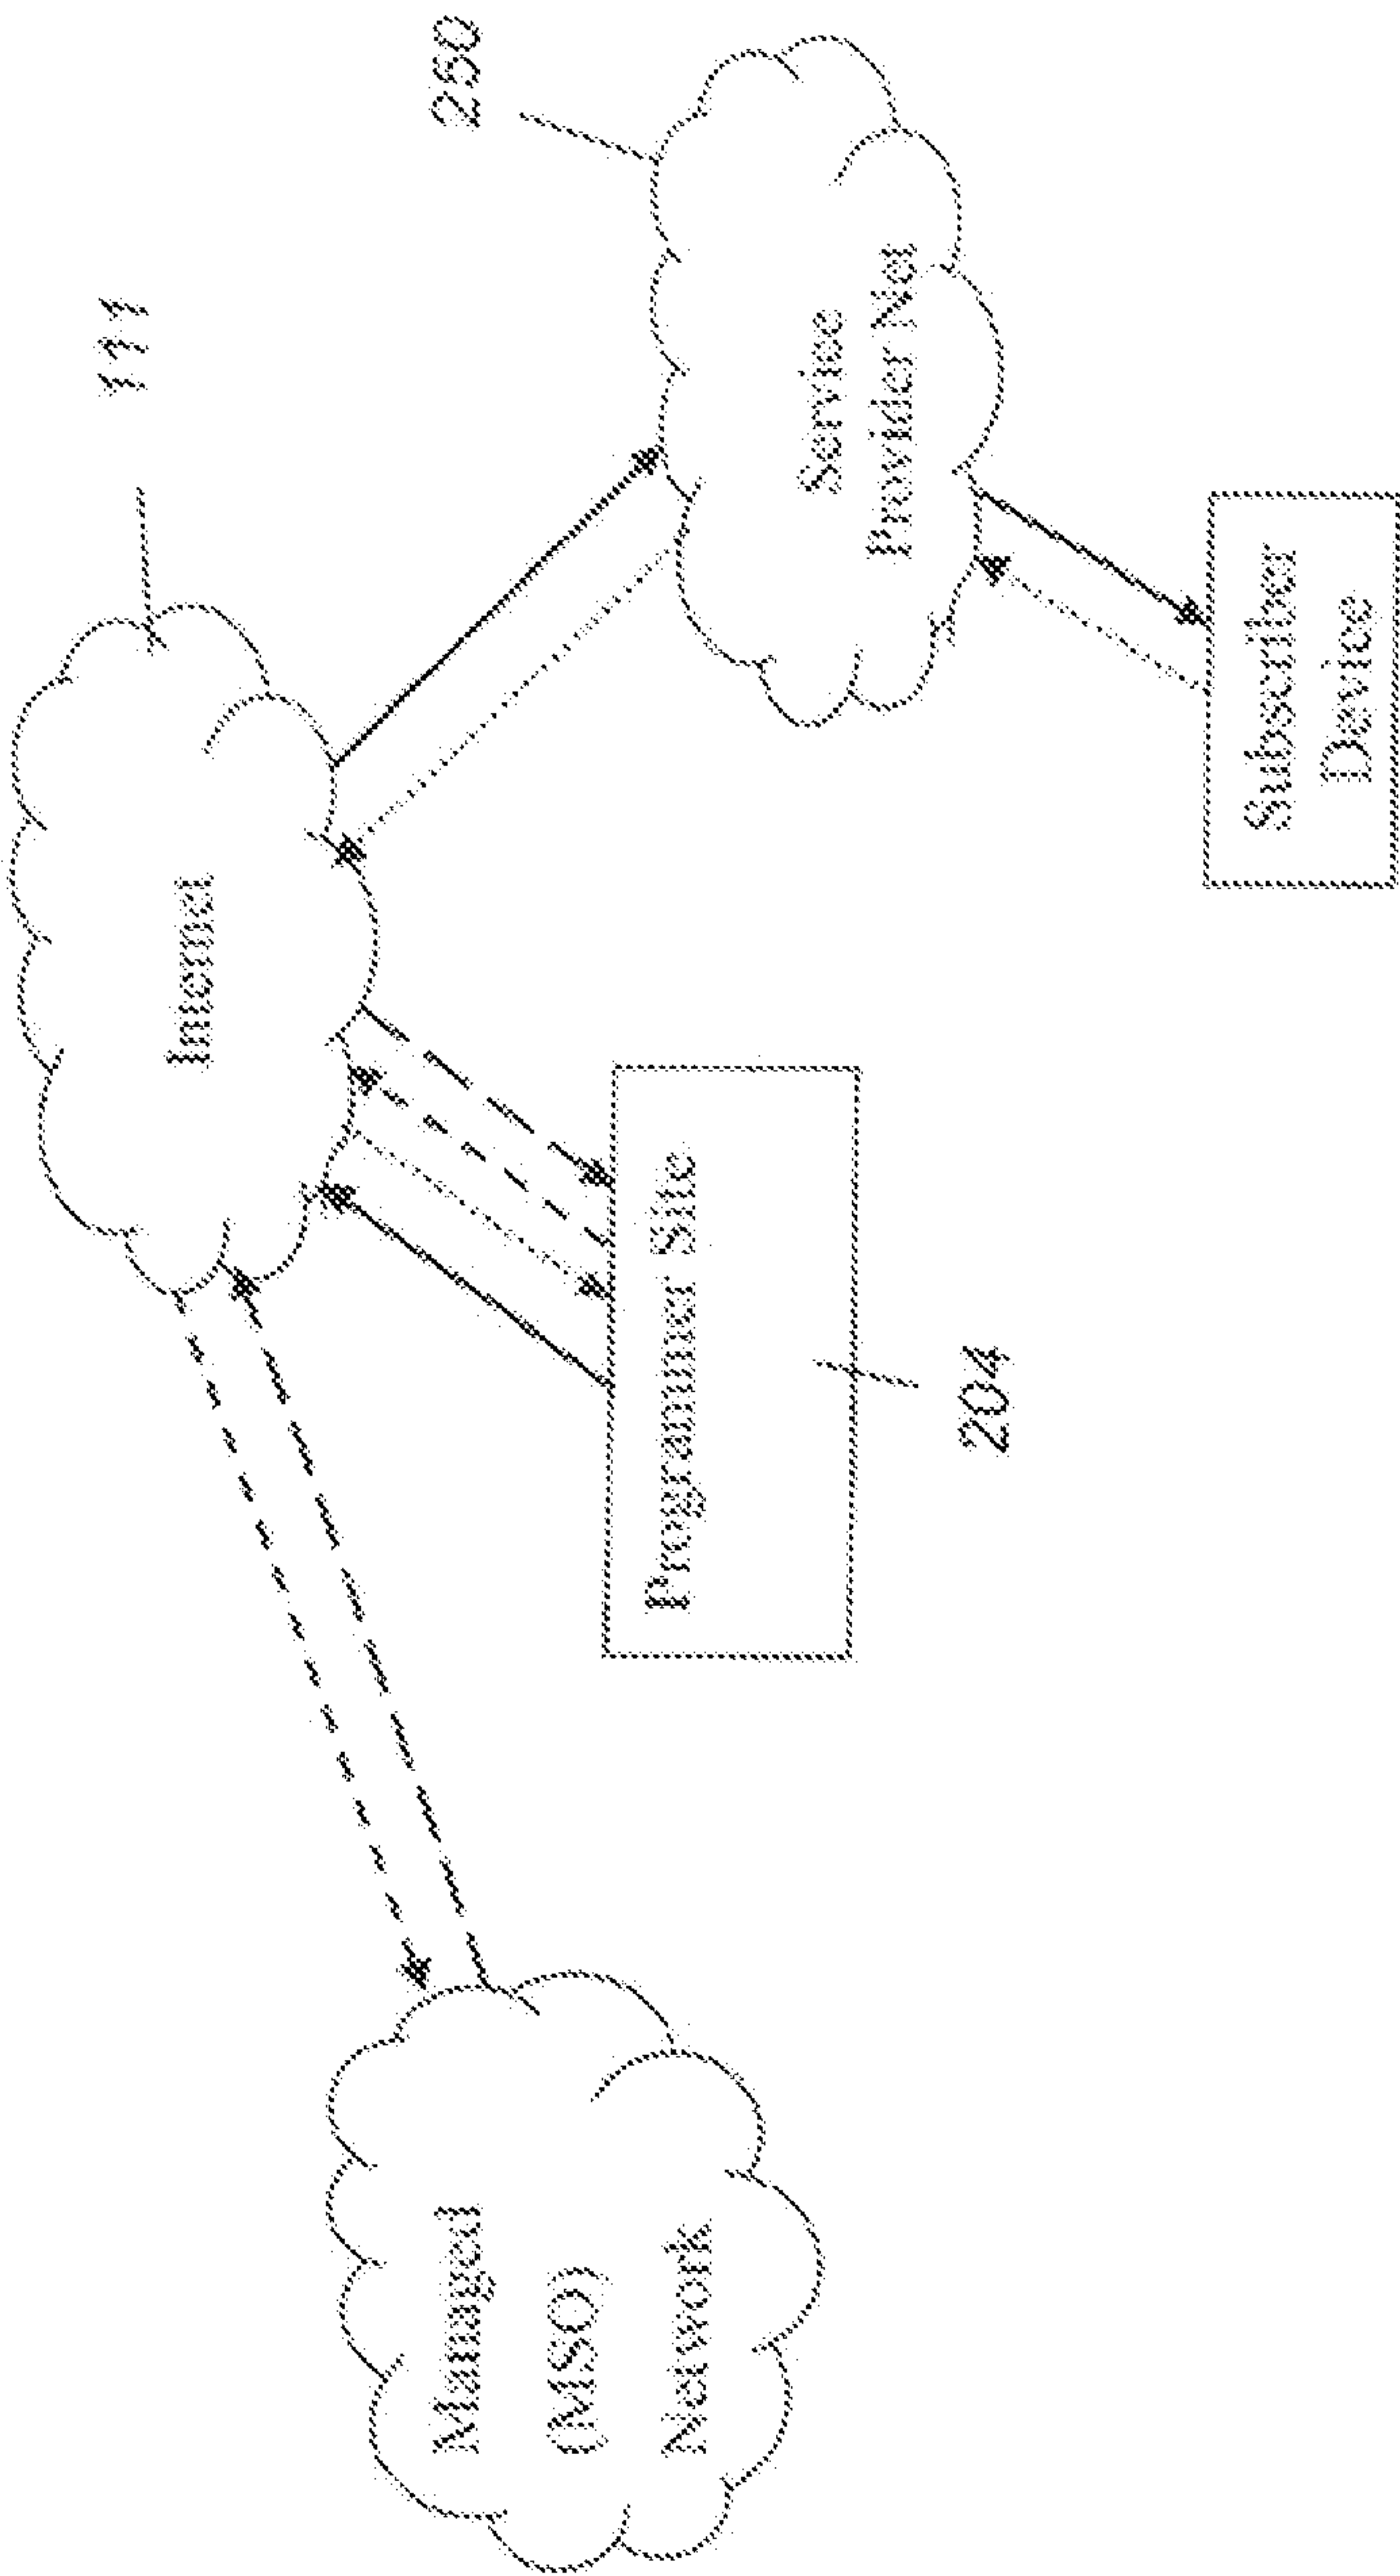 111
Internet
250
Service
Provider Net
Managed
(MSO)
Network
Programmer Site
204
Subscriber
Device